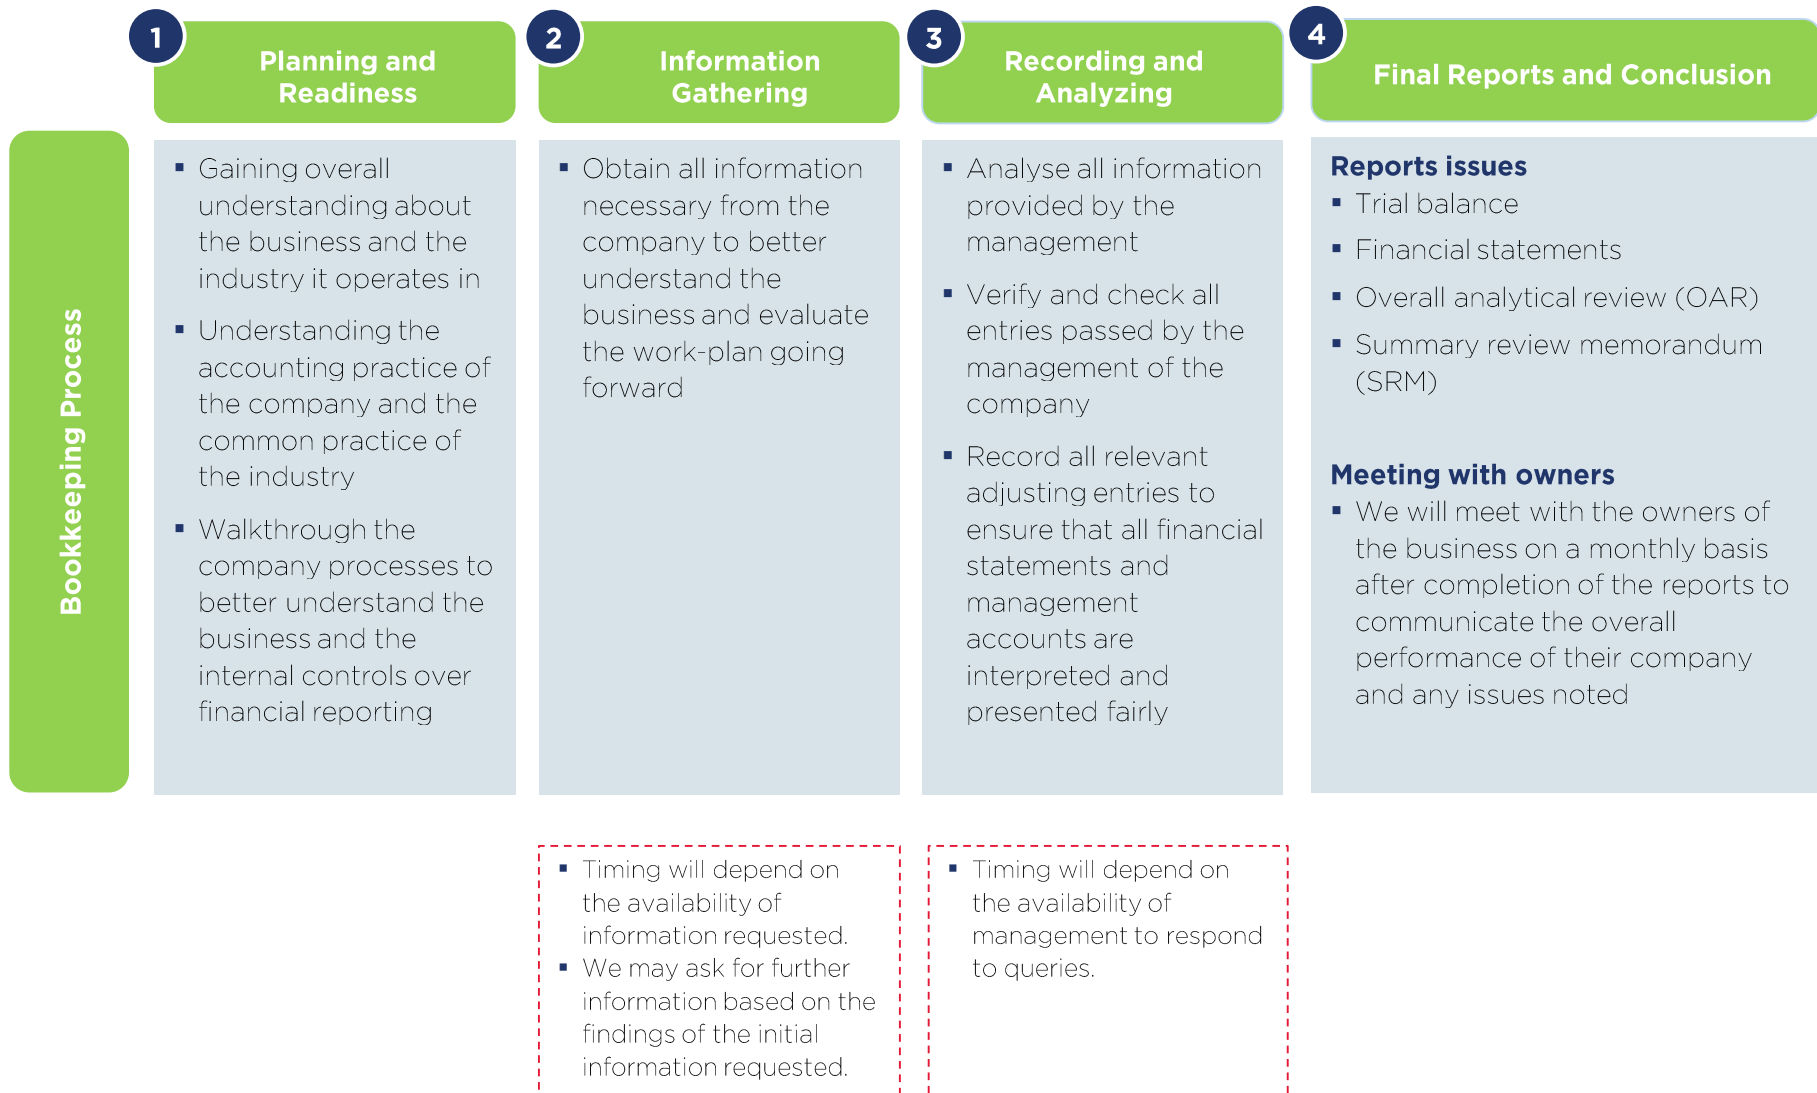 1
Planning and
Readiness
2
Information
Gathering
3
Recording and
Analyzing
4
Final Reports and Conclusion
Bookkeeping Process
▪ Gaining overall
understanding about
the business and the
industry it operates in
▪ Understanding the
accounting practice of
the company and the
common practice of
the industry
▪ Walkthrough the
company processes to
better understand the
business and the
internal controls over
financial reporting
▪ Obtain all information
necessary from the
company to better
understand the
business and evaluate
the work-plan going
forward
▪ Analyse all information
provided by the
management
▪ Verify and check all
entries passed by the
management of the
company
▪ Record all relevant
adjusting entries to
ensure that all financial
statements and
management
accounts are
interpreted and
presented fairly
Reports issues
▪ Trial balance
▪ Financial statements
▪ Overall analytical review (OAR)
▪ Summary review memorandum
(SRM)
Meeting with owners
▪ We will meet with the owners of
the business on a monthly basis
after completion of the reports to
communicate the overall
performance of their company
and any issues noted
▪ Timing will depend on
the availability of
information requested.
▪ We may ask for further
information based on the
findings of the initial
information requested.
▪ Timing will depend on
the availability of
management to respond
to queries.